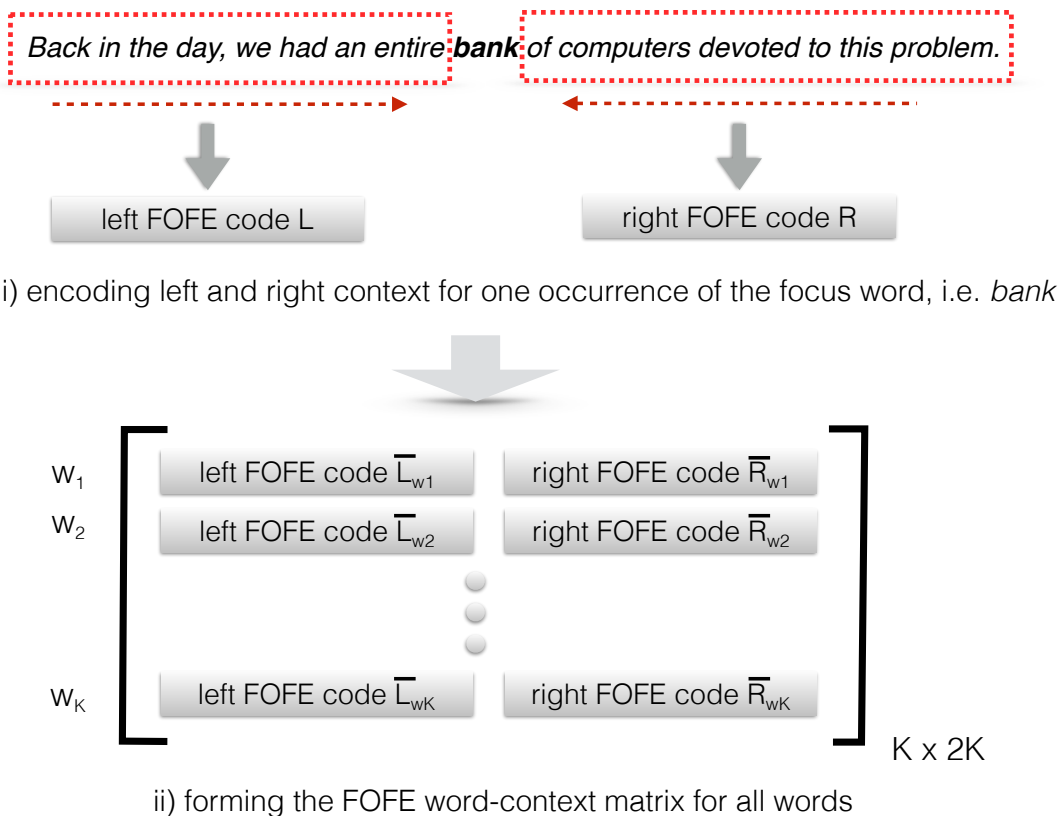 Back in the day, we had an entire bank of computers devoted to this problem.
left FOFE code L
right FOFE code R
i) encoding left and right context for one occurrence of the focus word, i.e. bank
w₁ left FOFE code L̅w1 right FOFE code R̅w1
w₂ left FOFE code L̅w2 right FOFE code R̅w2
wK left FOFE code L̅wK right FOFE code R̅wK
K x 2K
ii) forming the FOFE word-context matrix for all words